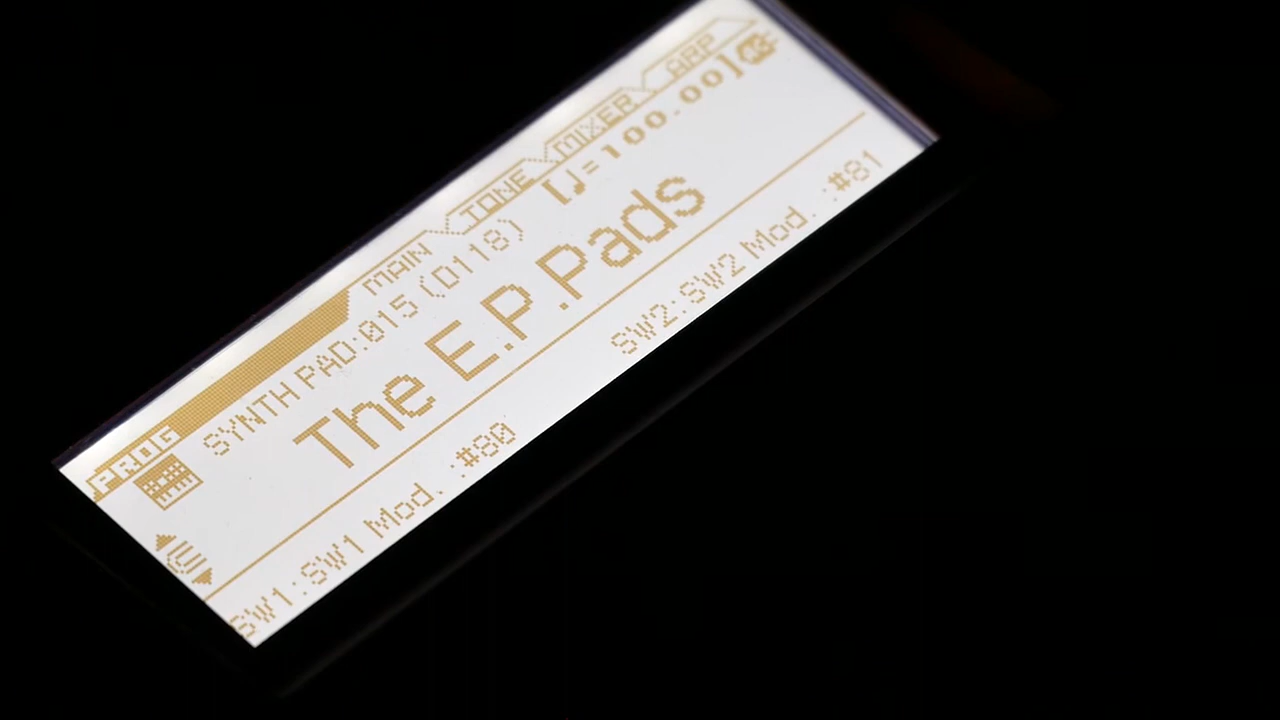 PROG MAIN TONE MIXER ARP
SYNTH PAD:015 (D118) [♩=100.00]
The E.P.Pads
SW1:SW1 Mod. :#80 SW2:SW2 Mod. :#81